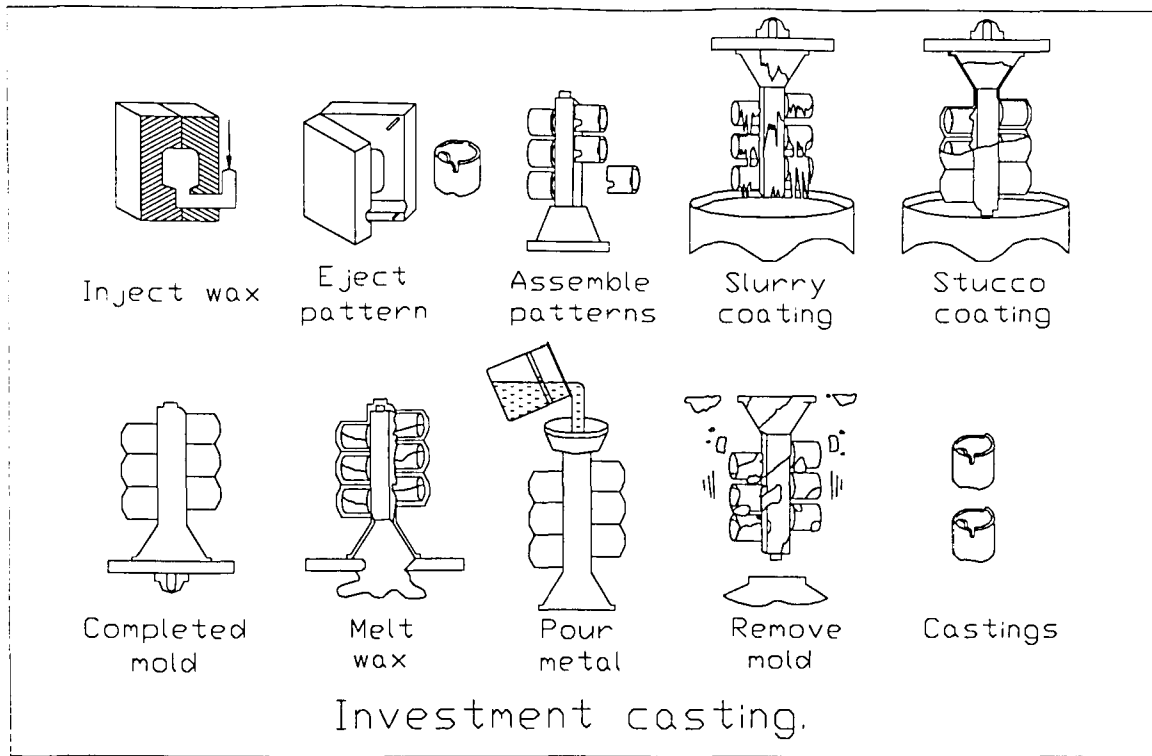 Inject wax
Eject
pattern
Assemble
patterns
Slurry
coating
Stucco
coating
Completed
mold
Melt
wax
Pour
metal
Remove
mold
Castings
Investment casting.